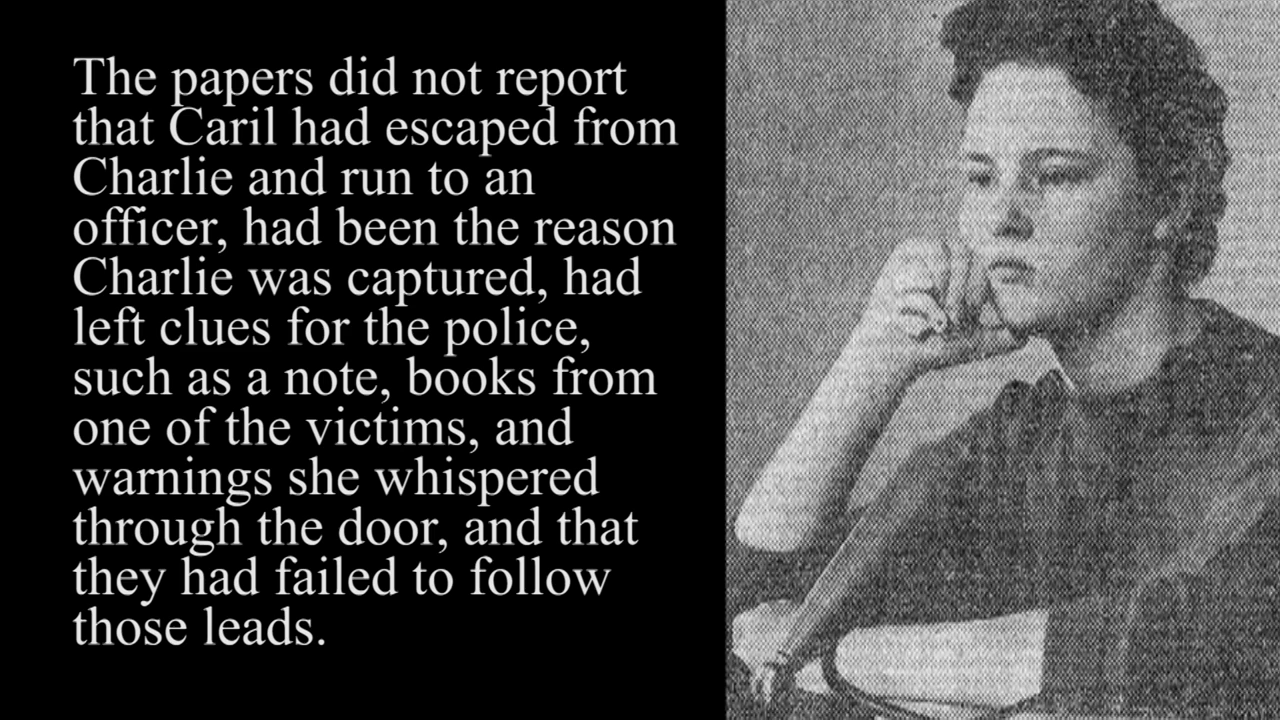 The papers did not report
that Caril had escaped from
Charlie and run to an
officer, had been the reason
Charlie was captured, had
left clues for the police,
such as a note, books from
one of the victims, and
warnings she whispered
through the door, and that
they had failed to follow
those leads.